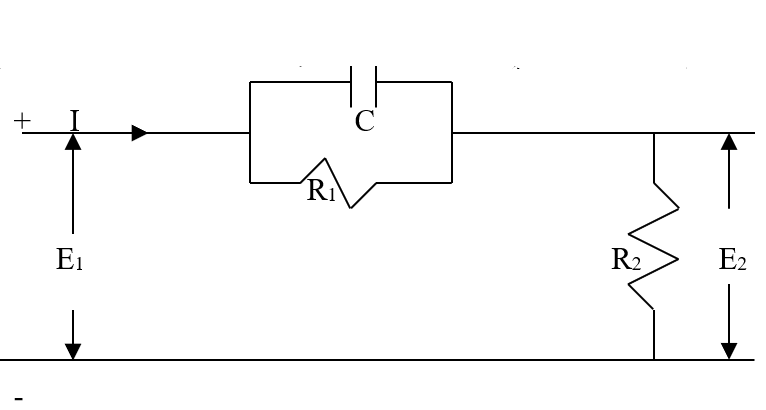 + I
C
R1
E1
R2
E2
-